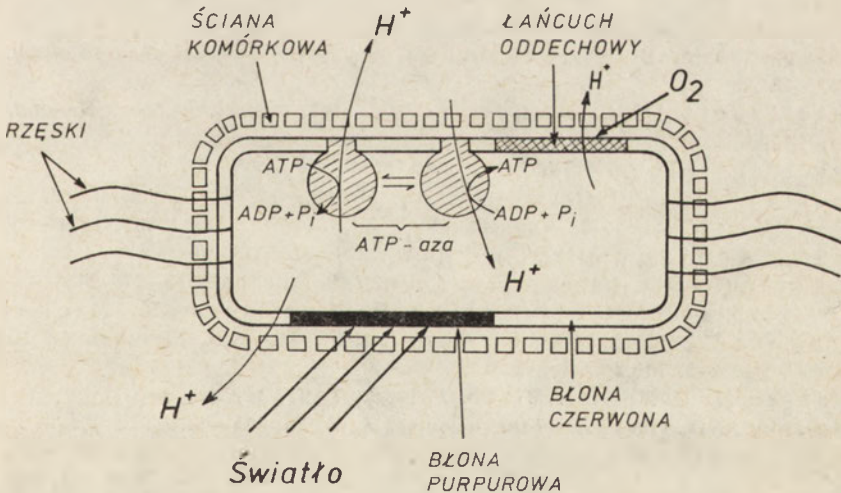 ŚCIANA
KOMÓRKOWA
H+
ŁAŃCUCH
ODDECHOWY
H+
O2
RZĘSKI
ATP
ADP+Pi
ATP
ADP+Pi
ATP-aza
H+
H+
BŁONA
CZERWONA
Światło
BŁONA
PURPUROWA